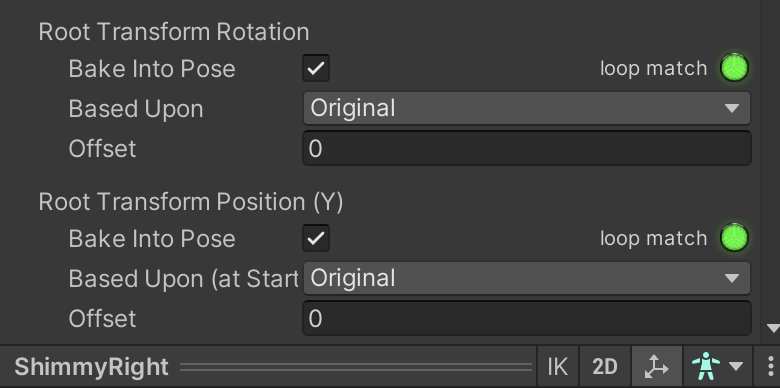 Root Transform Rotation
Bake Into Pose loop match
Based Upon Original
Offset 0
Root Transform Position (Y)
Bake Into Pose loop match
Based Upon (at Start Original
Offset 0
ShimmyRight IK 2D